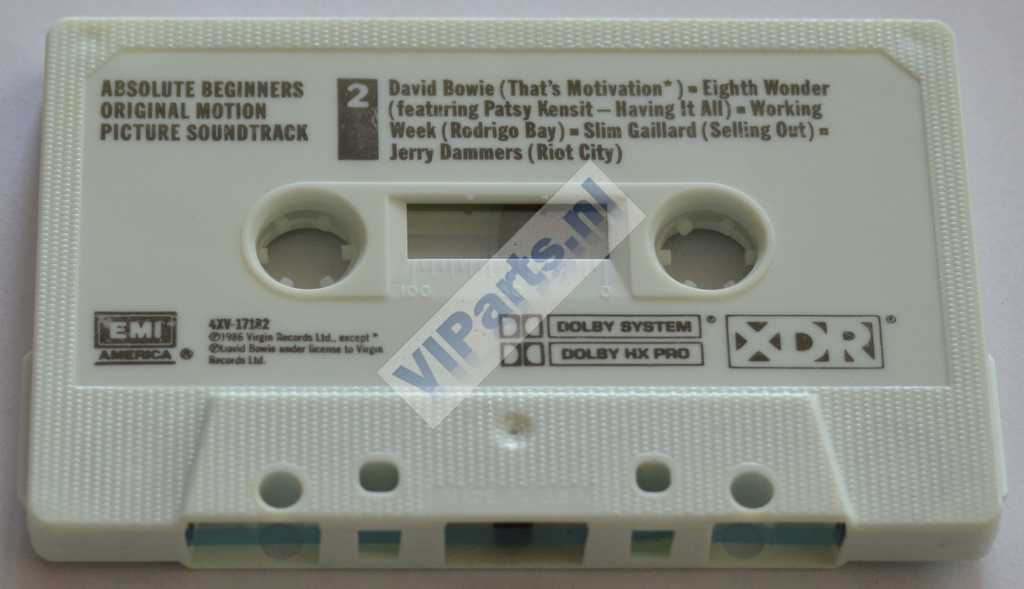 ABSOLUTE BEGINNERS
ORIGINAL MOTION
PICTURE SOUNDTRACK
2
David Bowie (That's Motivation*) = Eighth Wonder
(featuring Patsy Kensit — Having It All) = Working
Week (Rodrigo Bay) = Slim Gaillard (Selling Out) =
Jerry Dammers (Riot City)
100
0
VIParts.nl
EMI
AMERICA ®
4XV-17182
℗1986 Virgin Records Ltd., except *
℗David Bowie under license to Virgin
Records Ltd.
DOLBY SYSTEM ®
DOLBY HX PRO
XDR ®